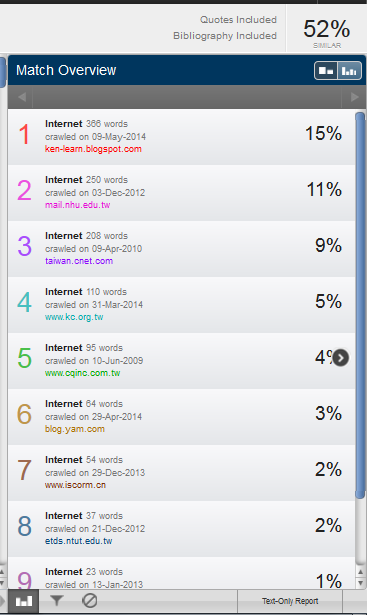 Quotes Included
Bibliography Included
52%
SIMILAR
Match Overview
1 Internet 366 words 15%
crawled on 09-May-2014
ken-learn.blogspot.com
2 Internet 250 words 11%
crawled on 03-Dec-2012
mail.nhu.edu.tw
3 Internet 208 words 9%
crawled on 09-Apr-2010
taiwan.cnet.com
4 Internet 110 words 5%
crawled on 31-Mar-2014
www.kc.org.tw
5 Internet 95 words 4%
crawled on 10-Jun-2009
www.cqinc.com.tw
6 Internet 64 words 3%
crawled on 29-Apr-2014
blog.yam.com
7 Internet 54 words 2%
crawled on 29-Dec-2013
www.iscorm.cn
8 Internet 37 words 2%
crawled on 21-Dec-2012
etds.ntut.edu.tw
9 Internet 23 words 1%
crawled on 13-Jan-2013
Text-Only Report